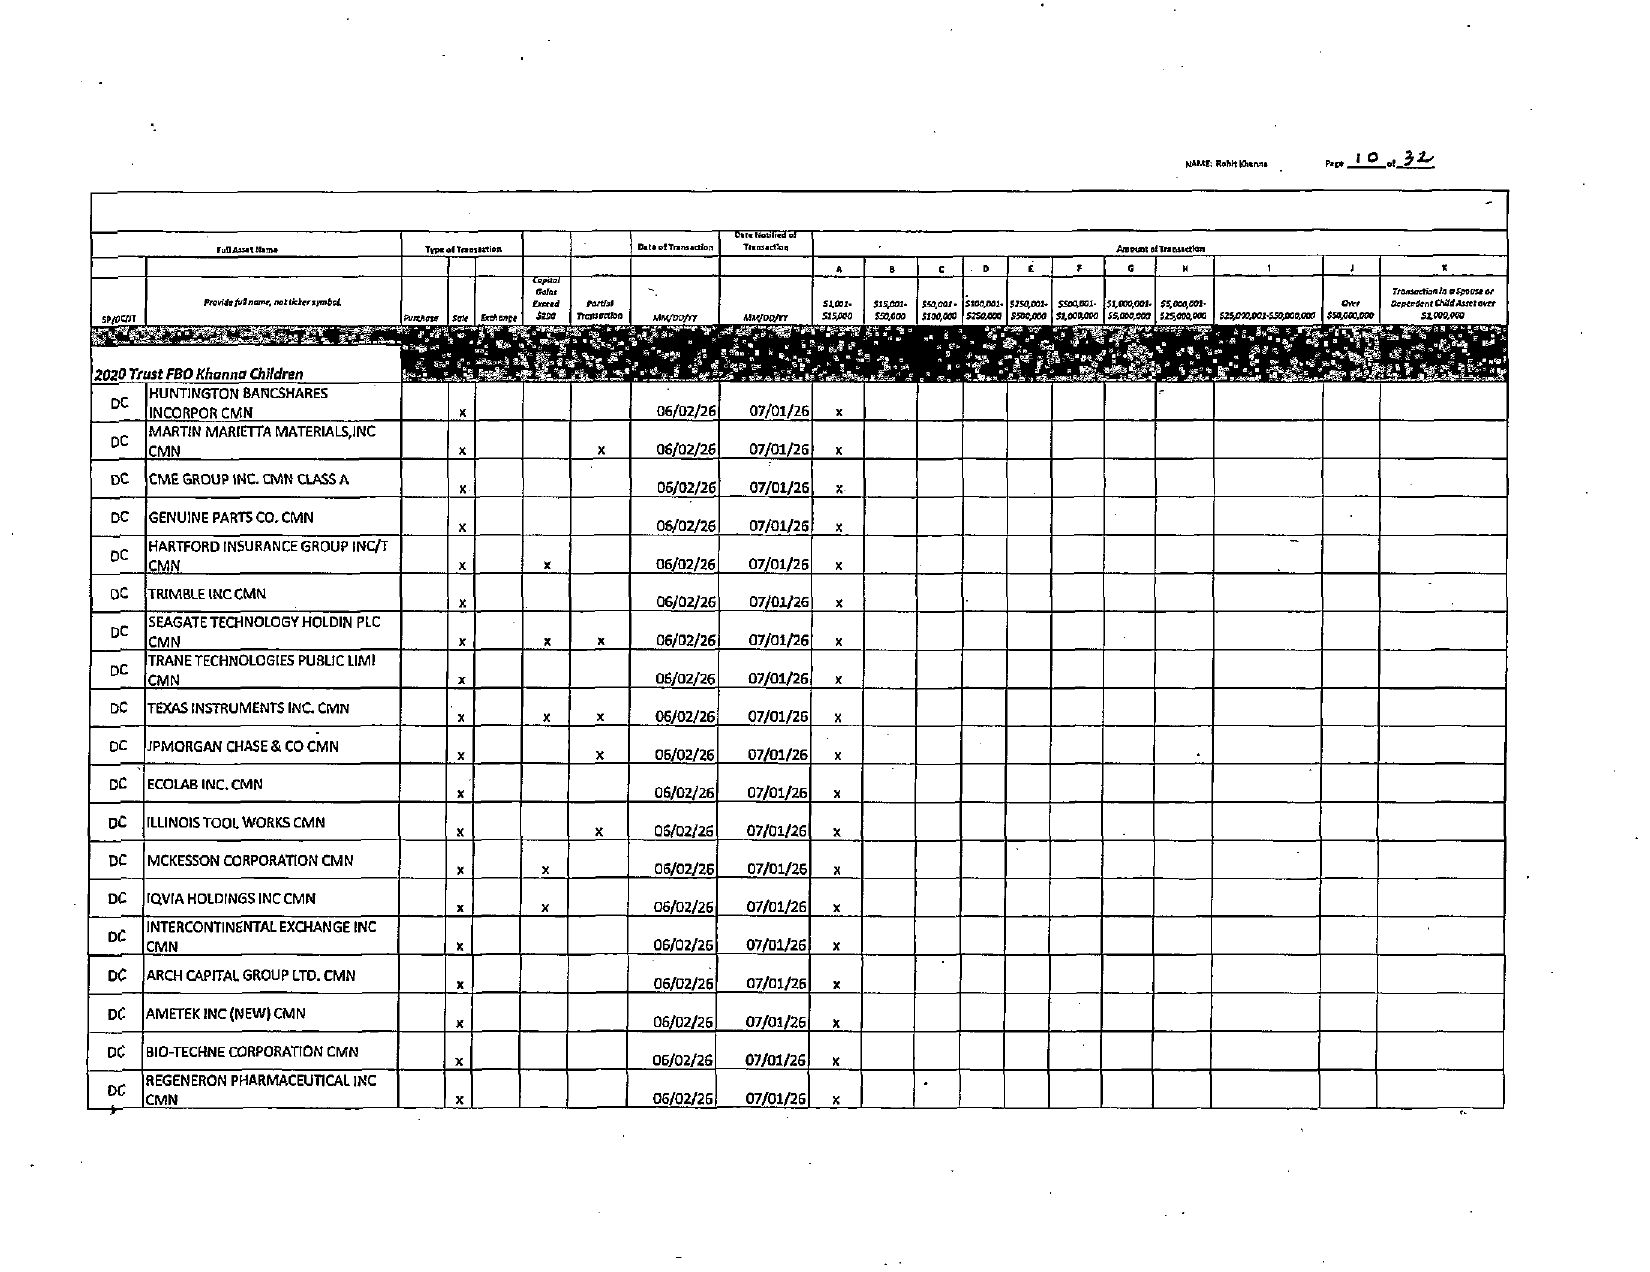 NAME: Rohit Khanna Page 10 of 32
Full Asset Name Type of Transaction Date of Transaction Date Notified of Transaction Amount of Transaction
A B C D E F G H I J K
SP/DC/JT Provide full name, not ticker symbol. Purchase Sale Exchange Capital Gains Exceed $200 Partial Transaction MM/DD/YY MM/DD/YY $1,001-$15,000 $15,001-$50,000 $50,001-$100,000 $100,001-$250,000 $250,001-$500,000 $500,001-$1,000,000 $1,000,001-$5,000,000 $5,000,001-$25,000,000 $25,000,001-$50,000,000 Over $50,000,000 Transaction in a Spouse or Dependent Child Asset over $1,000,000
2020 Trust FBO Khanna Children
DC HUNTINGTON BANCSHARES
INCORPOR CMN x 06/02/26 07/01/26 x
DC MARTIN MARIETTA MATERIALS,INC
CMN x x 06/02/26 07/01/26 x
DC CME GROUP INC. CMN CLASS A x 06/02/26 07/01/26 x
DC GENUINE PARTS CO. CMN x 06/02/26 07/01/26 x
DC HARTFORD INSURANCE GROUP INC/T
CMN x x 06/02/26 07/01/26 x
DC TRIMBLE INC CMN x 06/02/26 07/01/26 x
DC SEAGATE TECHNOLOGY HOLDIN PLC
CMN x x x 06/02/26 07/01/26 x
DC TRANE TECHNOLOGIES PUBLIC LIMI
CMN x 06/02/26 07/01/26 x
DC TEXAS INSTRUMENTS INC. CMN x x x 06/02/26 07/01/26 x
DC JPMORGAN CHASE & CO CMN x x 06/02/26 07/01/26 x
DC ECOLAB INC. CMN x 06/02/26 07/01/26 x
DC ILLINOIS TOOL WORKS CMN x x 06/02/26 07/01/26 x
DC MCKESSON CORPORATION CMN x x 06/02/26 07/01/26 x
DC IQVIA HOLDINGS INC CMN x x 06/02/26 07/01/26 x
DC INTERCONTINENTAL EXCHANGE INC
CMN x 06/02/26 07/01/26 x
DC ARCH CAPITAL GROUP LTD. CMN x 06/02/26 07/01/26 x
DC AMETEK INC (NEW) CMN x 06/02/26 07/01/26 x
DC BIO-TECHNE CORPORATION CMN x 06/02/26 07/01/26 x
DC REGENERON PHARMACEUTICAL INC
CMN x 06/02/26 07/01/26 x